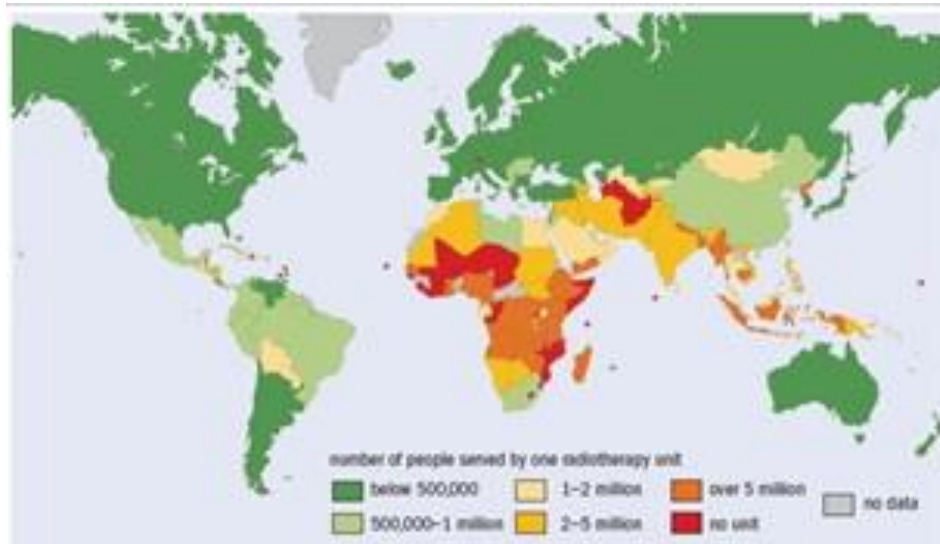 number of people served by one radiotherapy unit
below 500,000
1–2 million
over 5 million
no data
500,000–1 million
2–5 million
no unit